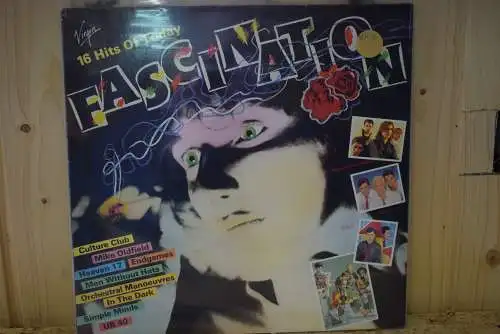 Virgin
16 Hits Of Today
FASCINATION
Culture Club
Mike Oldfield
Heaven 17 Endgames
Men Without Hats
Orchestral Manoeuvres
In The Dark
Simple Minds
UB 40